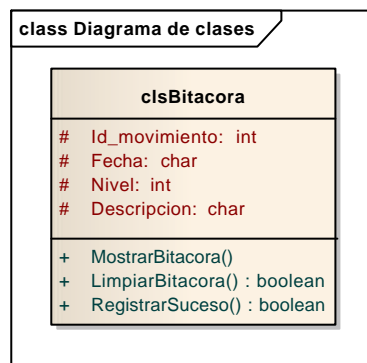 class Diagrama de clases
clsBitacora
# Id_movimiento: int
# Fecha: char
# Nivel: int
# Descripcion: char
+ MostrarBitacora()
+ LimpiarBitacora() : boolean
+ RegistrarSuceso() : boolean